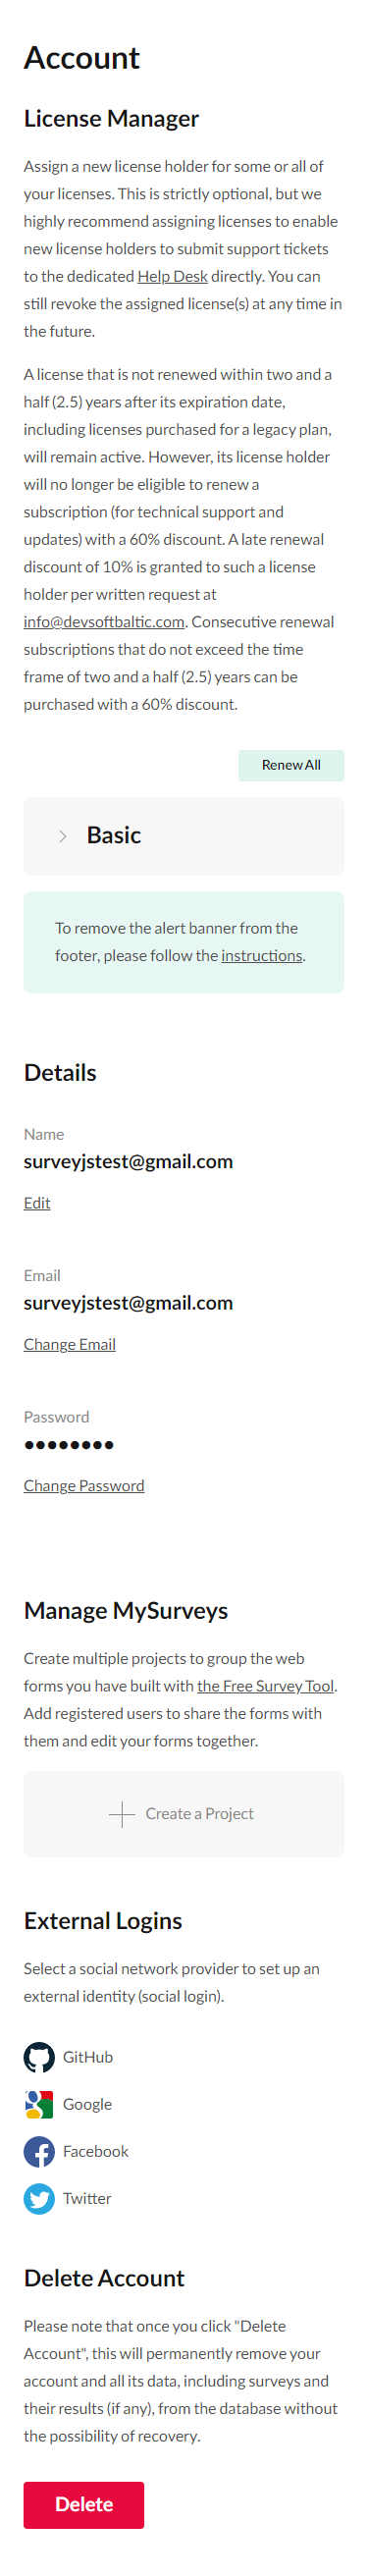 Account
License Manager
Assign a new license holder for some or all of
your licenses. This is strictly optional, but we
highly recommend assigning licenses to enable
new license holders to submit support tickets
to the dedicated Help Desk directly. You can
still revoke the assigned license(s) at any time in
the future.
A license that is not renewed within two and a
half (2.5) years after its expiration date,
including licenses purchased for a legacy plan,
will remain active. However, its license holder
will no longer be eligible to renew a
subscription (for technical support and
updates) with a 60% discount. A late renewal
discount of 10% is granted to such a license
holder per written request at
info@devsoftbaltic.com. Consecutive renewal
subscriptions that do not exceed the time
frame of two and a half (2.5) years can be
purchased with a 60% discount.
Renew All
Basic
To remove the alert banner from the
footer, please follow the instructions.
Details
Name
surveyjstest@gmail.com
Edit
Email
surveyjstest@gmail.com
Change Email
Password
●●●●●●●●
Change Password
Manage MySurveys
Create multiple projects to group the web
forms you have built with the Free Survey Tool.
Add registered users to share the forms with
them and edit your forms together.
Create a Project
External Logins
Select a social network provider to set up an
external identity (social login).
GitHub
Google
Facebook
Twitter
Delete Account
Please note that once you click "Delete
Account", this will permanently remove your
account and all its data, including surveys and
their results (if any), from the database without
the possibility of recovery.
Delete